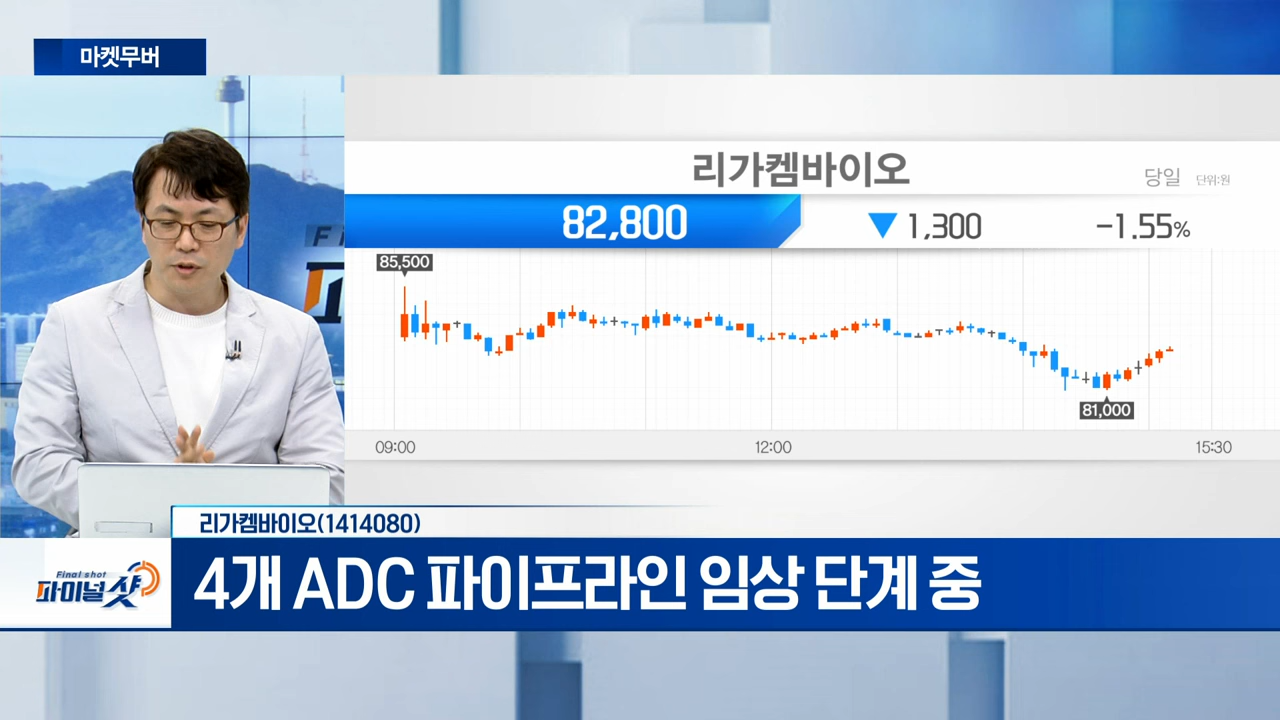 마켓무버
리가켐바이오
당일 단위:원
82,800 ▼ 1,300 -1.55%
85,500
81,000
09:00 12:00 15:30
리가켐바이오(1414080)
Final shot
파이널샷
4개 ADC 파이프라인 임상 단계 중